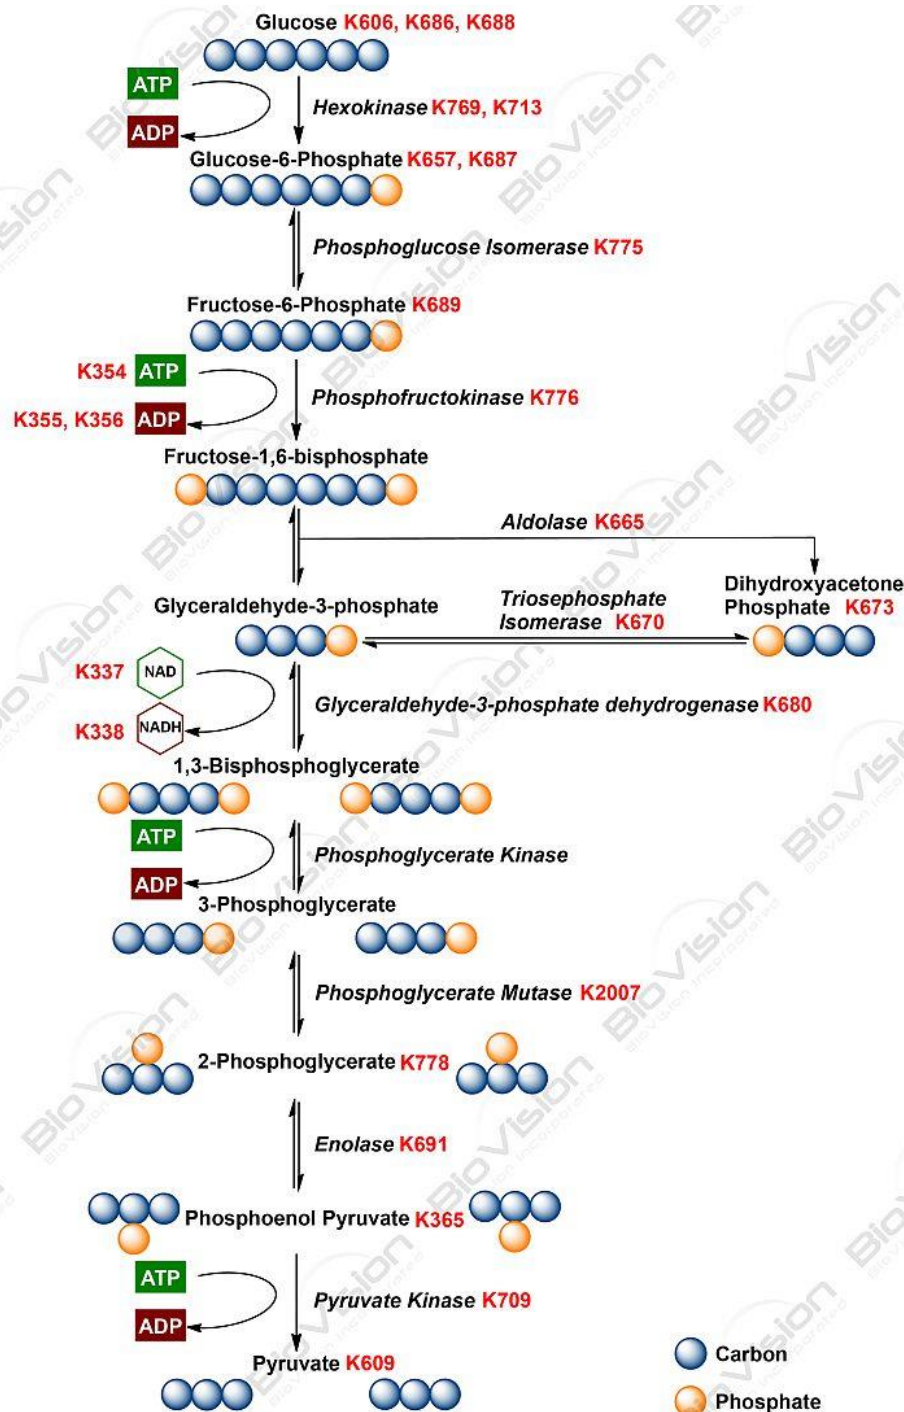 Glucose K606, K686, K688
ATP
Hexokinase K769, K713
ADP
Glucose-6-Phosphate K657, K687
Phosphoglucose Isomerase K775
Fructose-6-Phosphate K689
K354 ATP
Phosphofructokinase K776
K355, K356 ADP
Fructose-1,6-bisphosphate
Aldolase K665
Dihydroxyacetone
Phosphate K673
Glyceraldehyde-3-phosphate
Triosephosphate
Isomerase K670
K337 NAD
Glyceraldehyde-3-phosphate dehydrogenase K680
K338 NADH
1,3-Bisphosphoglycerate
ATP
Phosphoglycerate Kinase
ADP
3-Phosphoglycerate
Phosphoglycerate Mutase K2007
2-Phosphoglycerate K778
Enolase K691
Phosphoenol Pyruvate K365
ATP
Pyruvate Kinase K709
ADP
Pyruvate K609
Carbon
Phosphate
BioVision
BioVision Incorporated